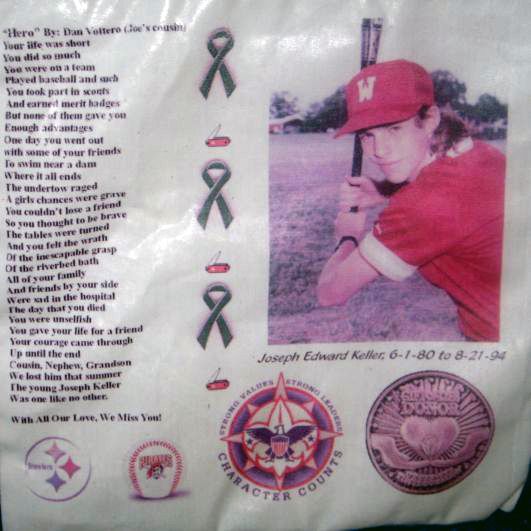 "Hero" By: Dan Voltero (Joe's cousin)
Your life was short
You did so much
You were on a team
Played baseball and such
You took part in scouts
And earned merit badges
But none of them gave you
Enough advantages
One day you went out
with some of your friends
To swim near a dam
Where it all ends
The undertow raged
A girls chances were grave
You couldn't lose a friend
So you thought to be brave
The tables were turned
And you felt the wrath
Of the inescapable grasp
Of the riverbed bath
All of your family
And friends by your side
Were sad in the hospital
The day that you died
You were unselfish
You gave your life for a friend
Your courage came through
Up until the end
Cousin, Nephew, Grandson
We lost him that summer
The young Joseph Keller
Was one like no other.
With All Our Love, We Miss You!
W
Joseph Edward Keller, 6-1-80 to 8-21-94
STRONG VALUES STRONG LEADERS
CHARACTER COUNTS
DONOR
Steelers
PIRATES